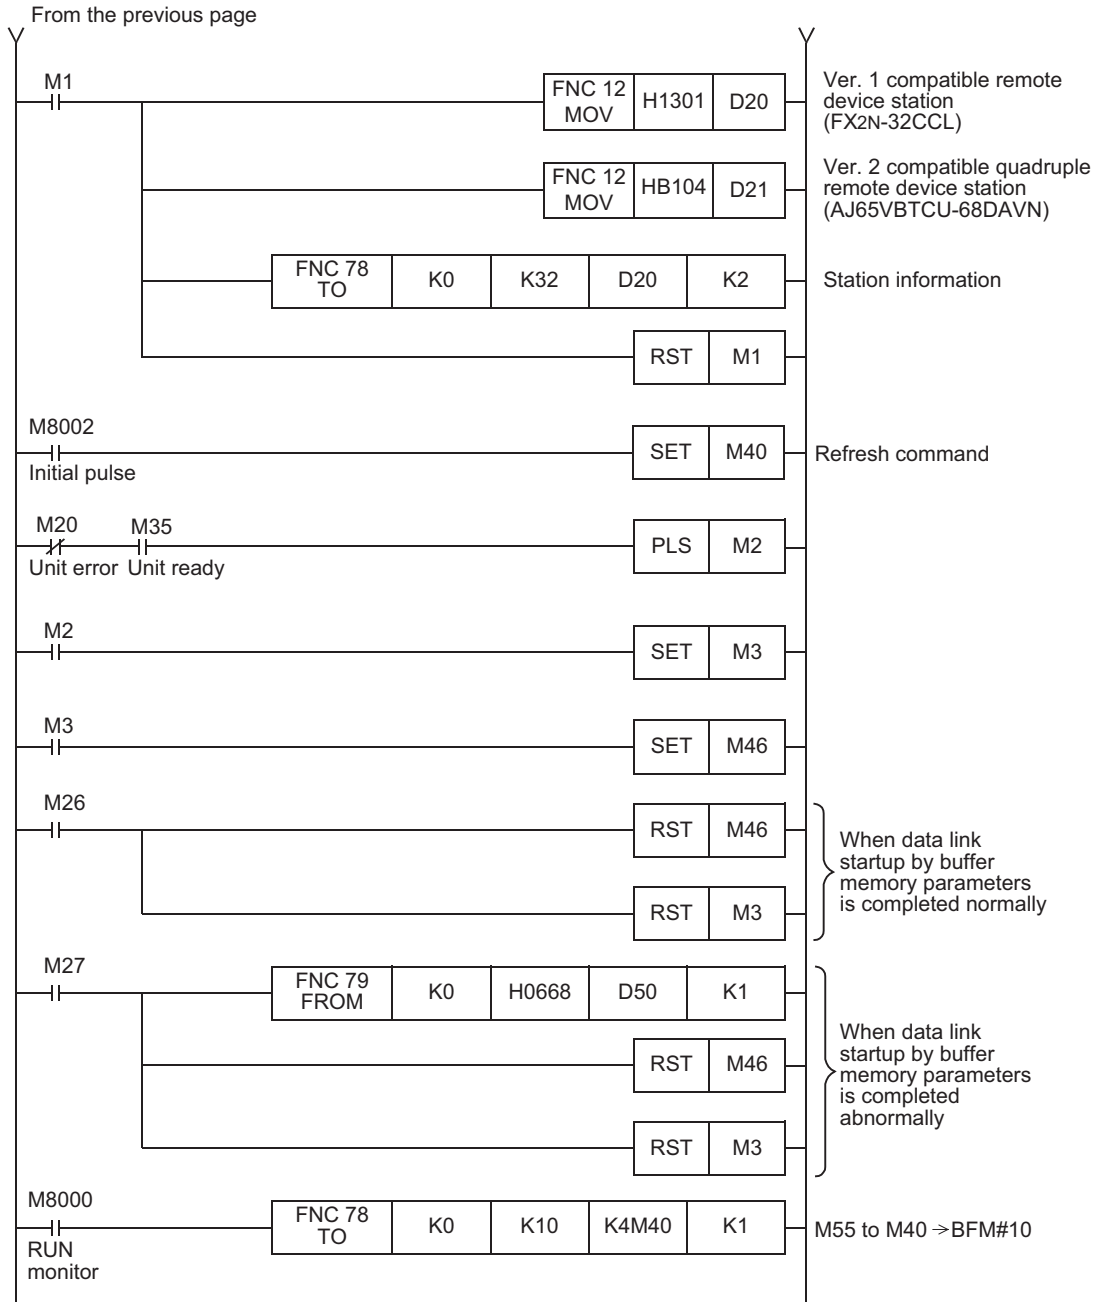 From the previous page
M1
FNC 12
MOV
H1301
D20
Ver. 1 compatible remote
device station
(FX2N-32CCL)
FNC 12
MOV
HB104
D21
Ver. 2 compatible quadruple
remote device station
(AJ65VBTCU-68DAVN)
FNC 78
TO
K0
K32
D20
K2
Station information
RST
M1
M8002
Initial pulse
SET
M40
Refresh command
M20
Unit error
M35
Unit ready
PLS
M2
M2
SET
M3
M3
SET
M46
M26
RST
M46
RST
M3
When data link
startup by buffer
memory parameters
is completed normally
M27
FNC 79
FROM
K0
H0668
D50
K1
RST
M46
RST
M3
When data link
startup by buffer
memory parameters
is completed
abnormally
M8000
RUN
monitor
FNC 78
TO
K0
K10
K4M40
K1
M55 to M40 →BFM#10